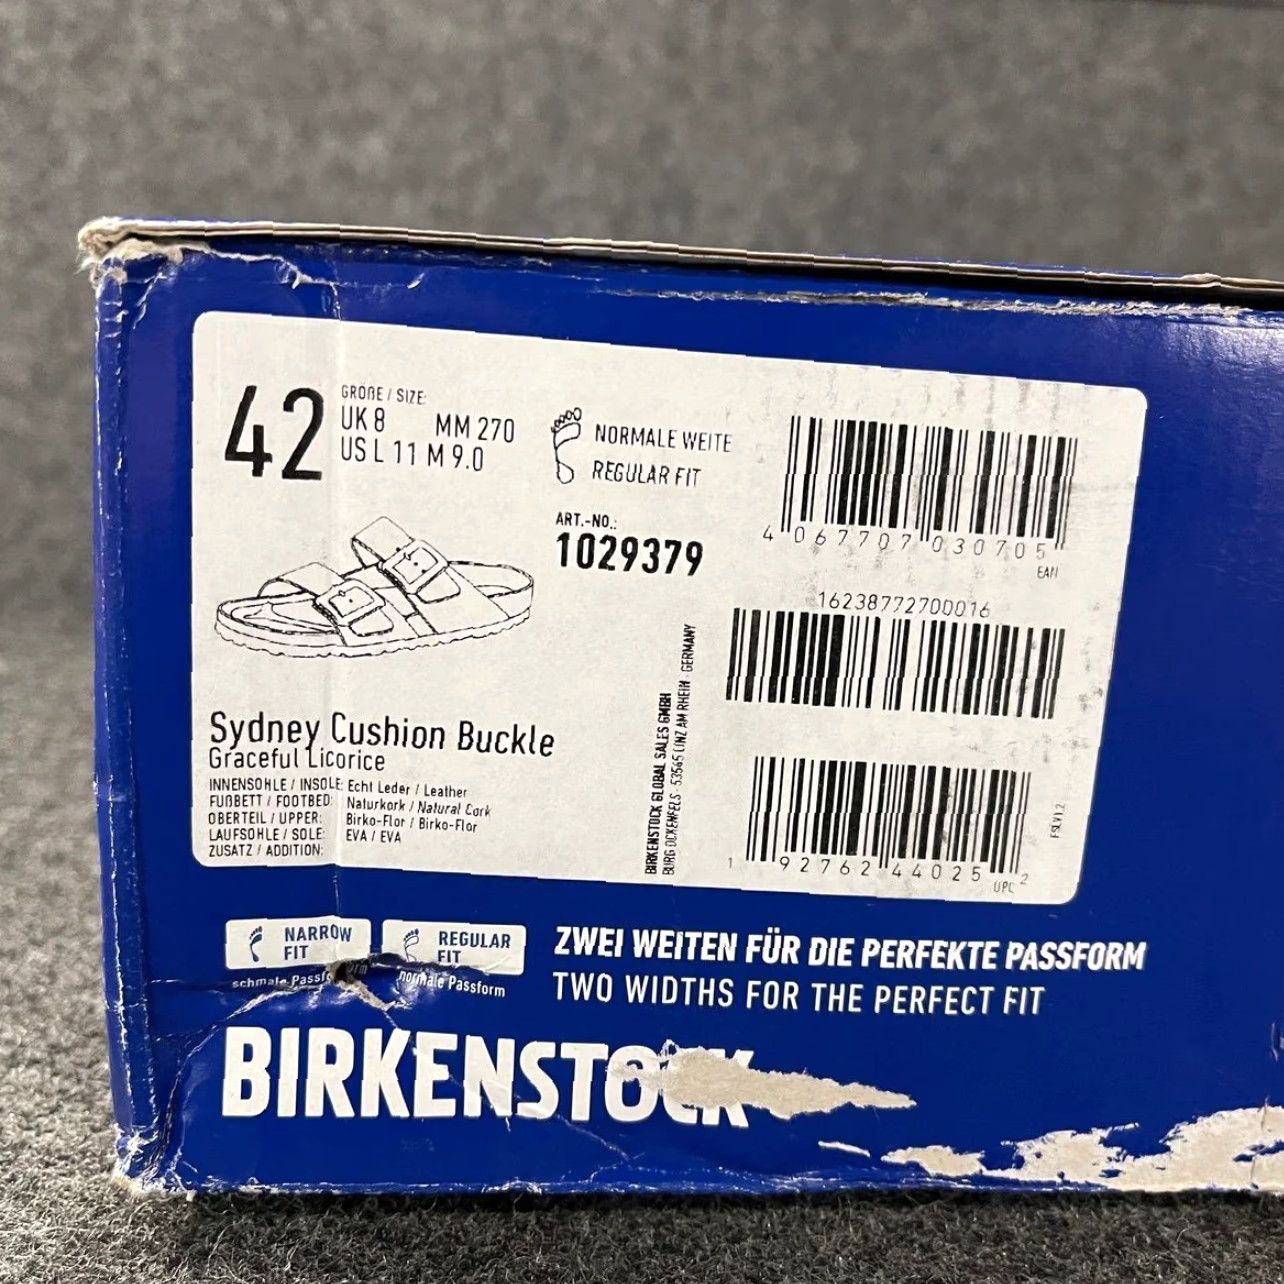 42
GRÖßE / SIZE:
UK 8 MM 270
US L 11 M 9.0
NORMALE WEITE
REGULAR FIT
ART.-NO.:
1029379
4 067707 030705
EAN
16238772700016
Sydney Cushion Buckle
Graceful Licorice
INNENSOHLE / INSOLE: Echt Leder / Leather
FUßBETT / FOOTBED: Naturkork / Natural Cork
OBERTEIL / UPPER: Birko-Flor / Birko-Flor
LAUFSOHLE / SOLE: EVA / EVA
ZUSATZ / ADDITION:
BIRKENSTOCK GLOBAL SALES GMBH
BURG OCKENFELS · 53545 LINZ AM RHEIN · GERMANY
1 92762 44025 2
UPC
FSLV1.2
NARROW
FIT
schmale Passform
REGULAR
FIT
normale Passform
ZWEI WEITEN FÜR DIE PERFEKTE PASSFORM
TWO WIDTHS FOR THE PERFECT FIT
BIRKENSTOCK